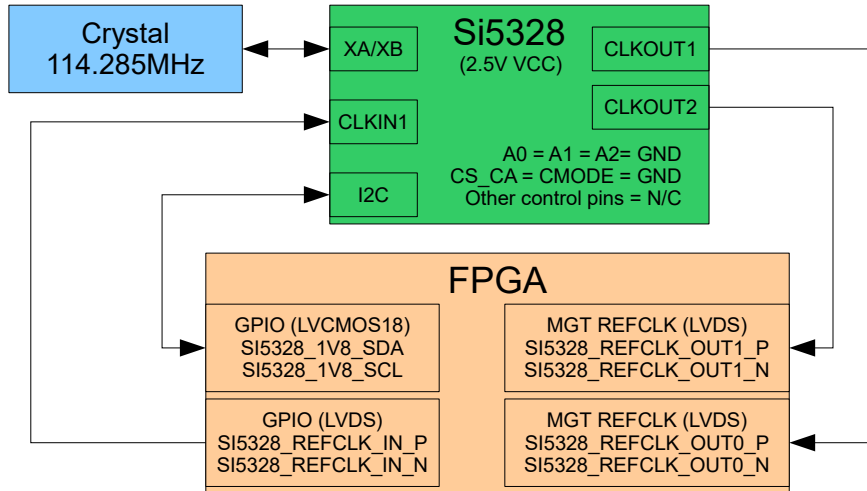 Crystal
114.285MHz
Si5328
(2.5V VCC)
XA/XB
CLKIN1
I2C
CLKOUT1
CLKOUT2
A0 = A1 = A2= GND
CS_CA = CMODE = GND
Other control pins = N/C
FPGA
GPIO (LVCMOS18)
SI5328_1V8_SDA
SI5328_1V8_SCL
MGT REFCLK (LVDS)
SI5328_REFCLK_OUT1_P
SI5328_REFCLK_OUT1_N
GPIO (LVDS)
SI5328_REFCLK_IN_P
SI5328_REFCLK_IN_N
MGT REFCLK (LVDS)
SI5328_REFCLK_OUT0_P
SI5328_REFCLK_OUT0_N